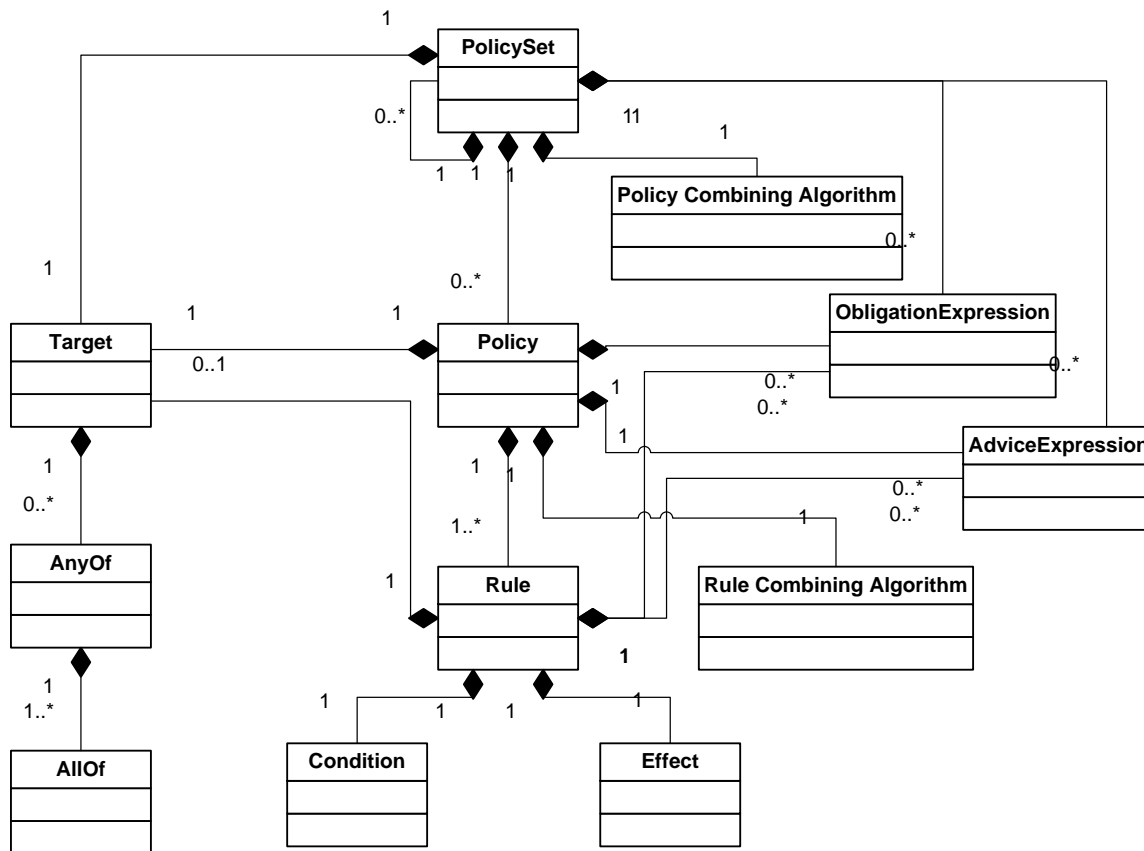 1
PolicySet
0..*
11
1
1
1
1
Policy Combining Algorithm
0..*
1
0..*
1
1
ObligationExpression
Target
Policy
0..1
0..*
0..*
1
0..*
1
AdviceExpression
1
1
1
0..*
0..*
0..*
1
1..*
AnyOf
1
Rule
Rule Combining Algorithm
1
1
1..*
1
1
1
1
AllOf
Condition
Effect